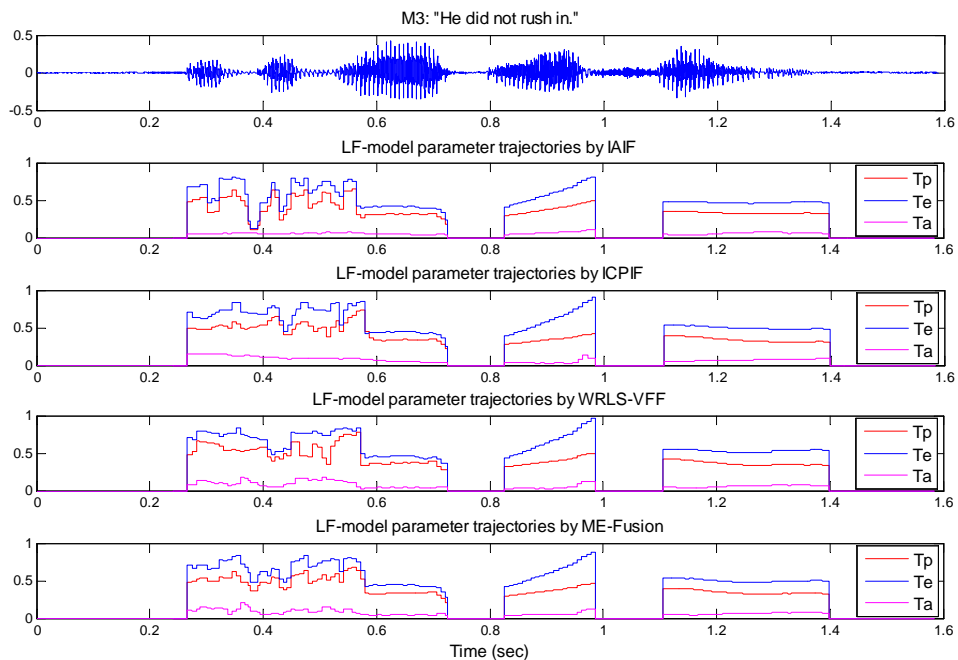 M3: "He did not rush in."
0.5
0
-0.5
0 0.2 0.4 0.6 0.8 1 1.2 1.4 1.6
LF-model parameter trajectories by IAIF
1
0.5
0
Tp
Te
Ta
0 0.2 0.4 0.6 0.8 1 1.2 1.4 1.6
LF-model parameter trajectories by ICPIF
1
0.5
0
Tp
Te
Ta
0 0.2 0.4 0.6 0.8 1 1.2 1.4 1.6
LF-model parameter trajectories by WRLS-VFF
1
0.5
0
Tp
Te
Ta
0 0.2 0.4 0.6 0.8 1 1.2 1.4 1.6
LF-model parameter trajectories by ME-Fusion
1
0.5
0
Tp
Te
Ta
0 0.2 0.4 0.6 0.8 1 1.2 1.4 1.6
Time (sec)